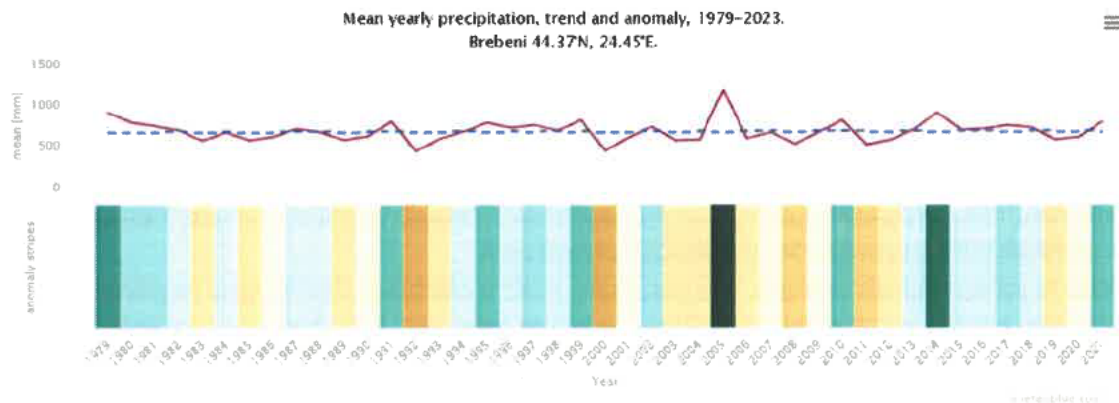 Mean yearly precipitation, trend and anomaly, 1979-2023.
Brebeni 44.37°N, 24.45°E.
1500
1000
500
0
mean [mm]
anomaly stripes
1979 1980 1981 1982 1983 1984 1985 1986 1987 1988 1989 1990 1991 1992 1993 1994 1995 1996 1997 1998 1999 2000 2001 2002 2003 2004 2005 2006 2007 2008 2009 2010 2011 2012 2013 2014 2015 2016 2017 2018 2019 2020 2021
Year